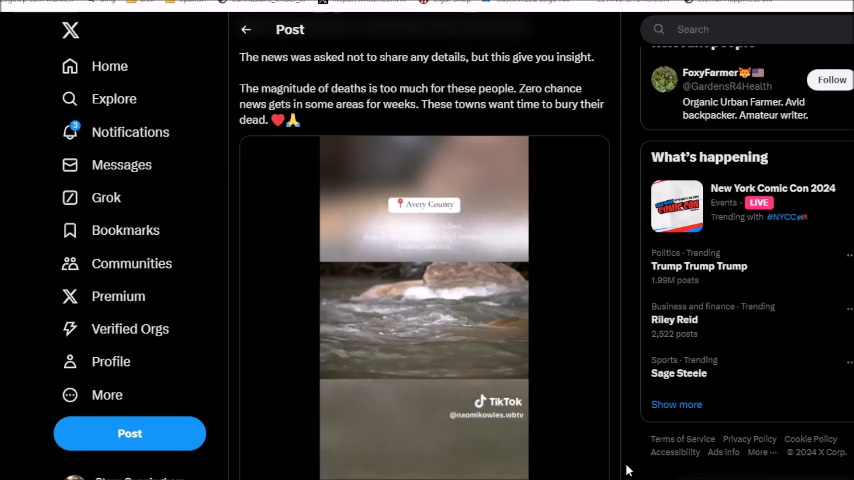 Post
Search
Home
Explore
3
Notifications
Messages
Grok
Bookmarks
Communities
Premium
Verified Orgs
Profile
More
Post
The news was asked not to share any details, but this give you insight.
The magnitude of deaths is too much for these people. Zero chance
news gets in some areas for weeks. These towns want time to bury their
dead. ❤️🙏
📍 Avery County
TikTok
@naomikowles.wbtv
FoxyFarmer🦊🇺🇸
@GardensR4Health
Follow
Organic Urban Farmer. Avid
backpacker. Amateur writer.
What's happening
NEW YORK COMIC CON
New York Comic Con 2024
Events · LIVE
Trending with #NYCC
Politics · Trending
Trump Trump Trump
1.99M posts
Business and finance · Trending
Riley Reid
2,522 posts
Sports · Trending
Sage Steele
Show more
Terms of Service Privacy Policy Cookie Policy
Accessibility Ads info More ··· © 2024 X Corp.